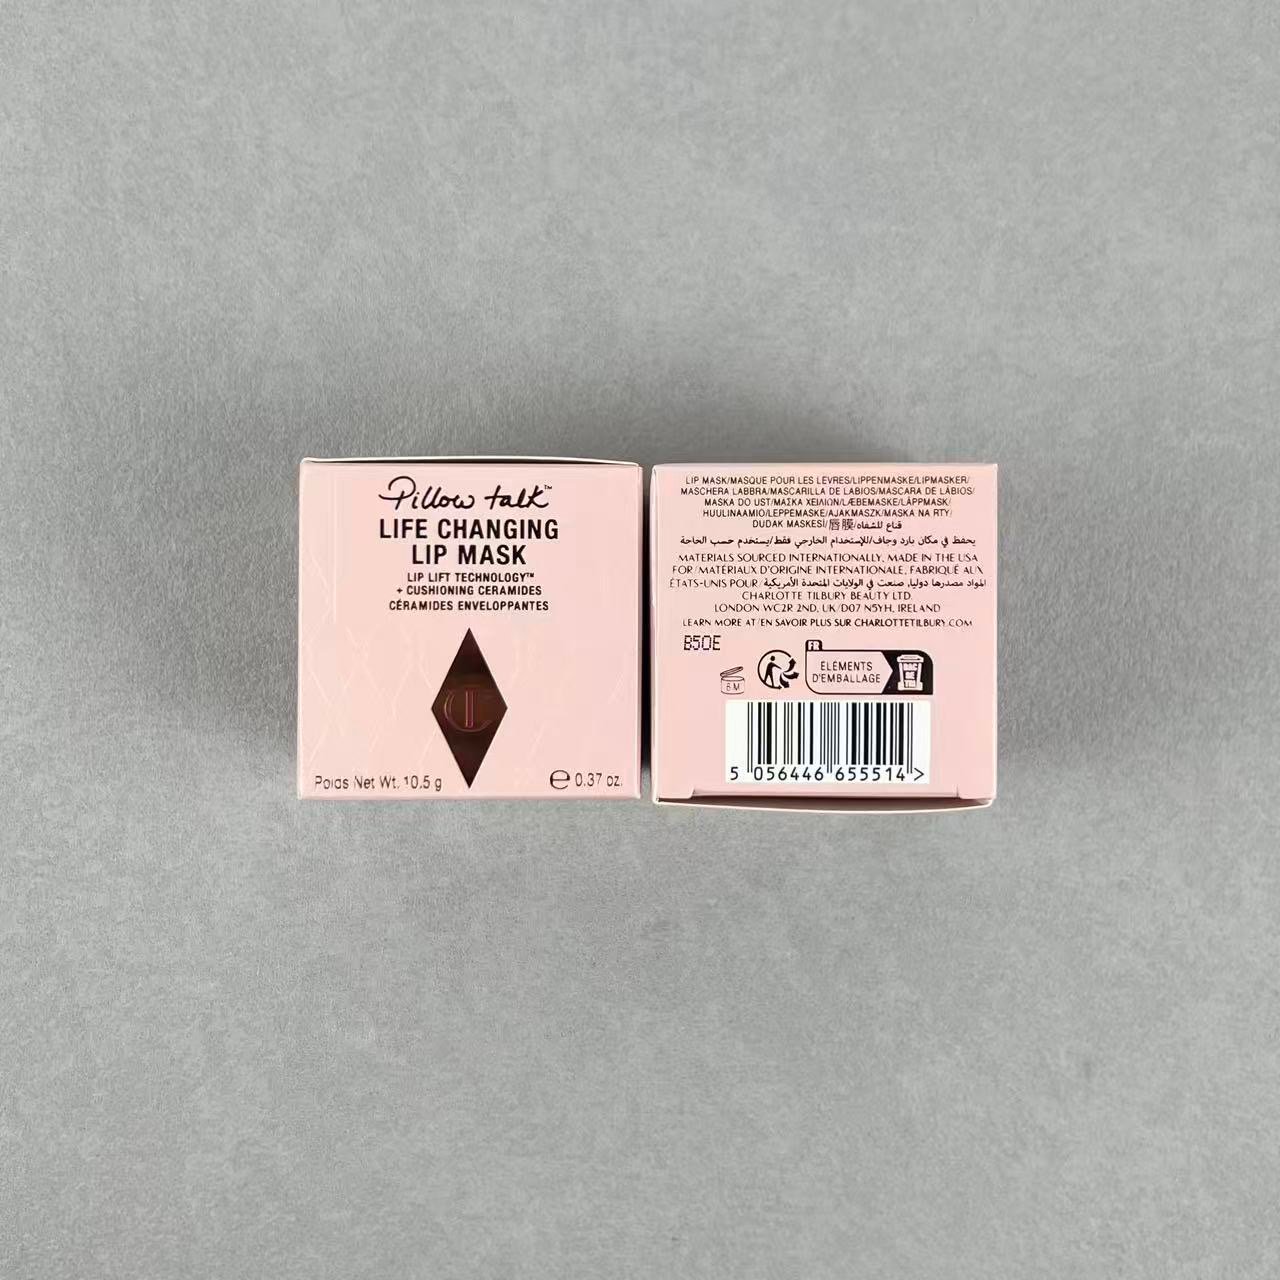 Pillow talk™
LIFE CHANGING
LIP MASK
LIP LIFT TECHNOLOGY™
+ CUSHIONING CERAMIDES
CÉRAMIDES ENVELOPPANTES
CT
Poids Net Wt. 10.5 g ℮ 0.37 oz.
LIP MASK/MASQUE POUR LES LÈVRES/LIPPENMASKE/LIPMASKER/
MASCHERA LABBRA/MASCARILLA DE LABIOS/MÁSCARA DE LÁBIOS/
MASKA DO UST/ΜΑΣΚΑ ΧΕΙΛΙΩΝ/LÆBEMASKE/LÄPPMASK/
HUULINAAMIO/LEPPEMASKE/AJAKMASZK/MASKA NA RTY/
DUDAK MASKESİ/唇膜/قناع للشفاه
يحفظ في مكان بارد وجاف/للإستخدام الخارجي فقط/يستخدم حسب الحاجة
MATERIALS SOURCED INTERNATIONALLY, MADE IN THE USA
FOR/MATÉRIAUX D'ORIGINE INTERNATIONALE, FABRIQUÉ AUX
ÉTATS-UNIS POUR/المواد مصدرها دوليا، صنعت في الولايات المتحدة الأمريكية
CHARLOTTE TILBURY BEAUTY LTD.
LONDON WC2R 2ND, UK/D07 N5YH, IRELAND
LEARN MORE AT/EN SAVOIR PLUS SUR CHARLOTTETILBURY.COM
B50E
6 M
FR
ÉLÉMENTS
D'EMBALLAGE
5 056446 655514 >